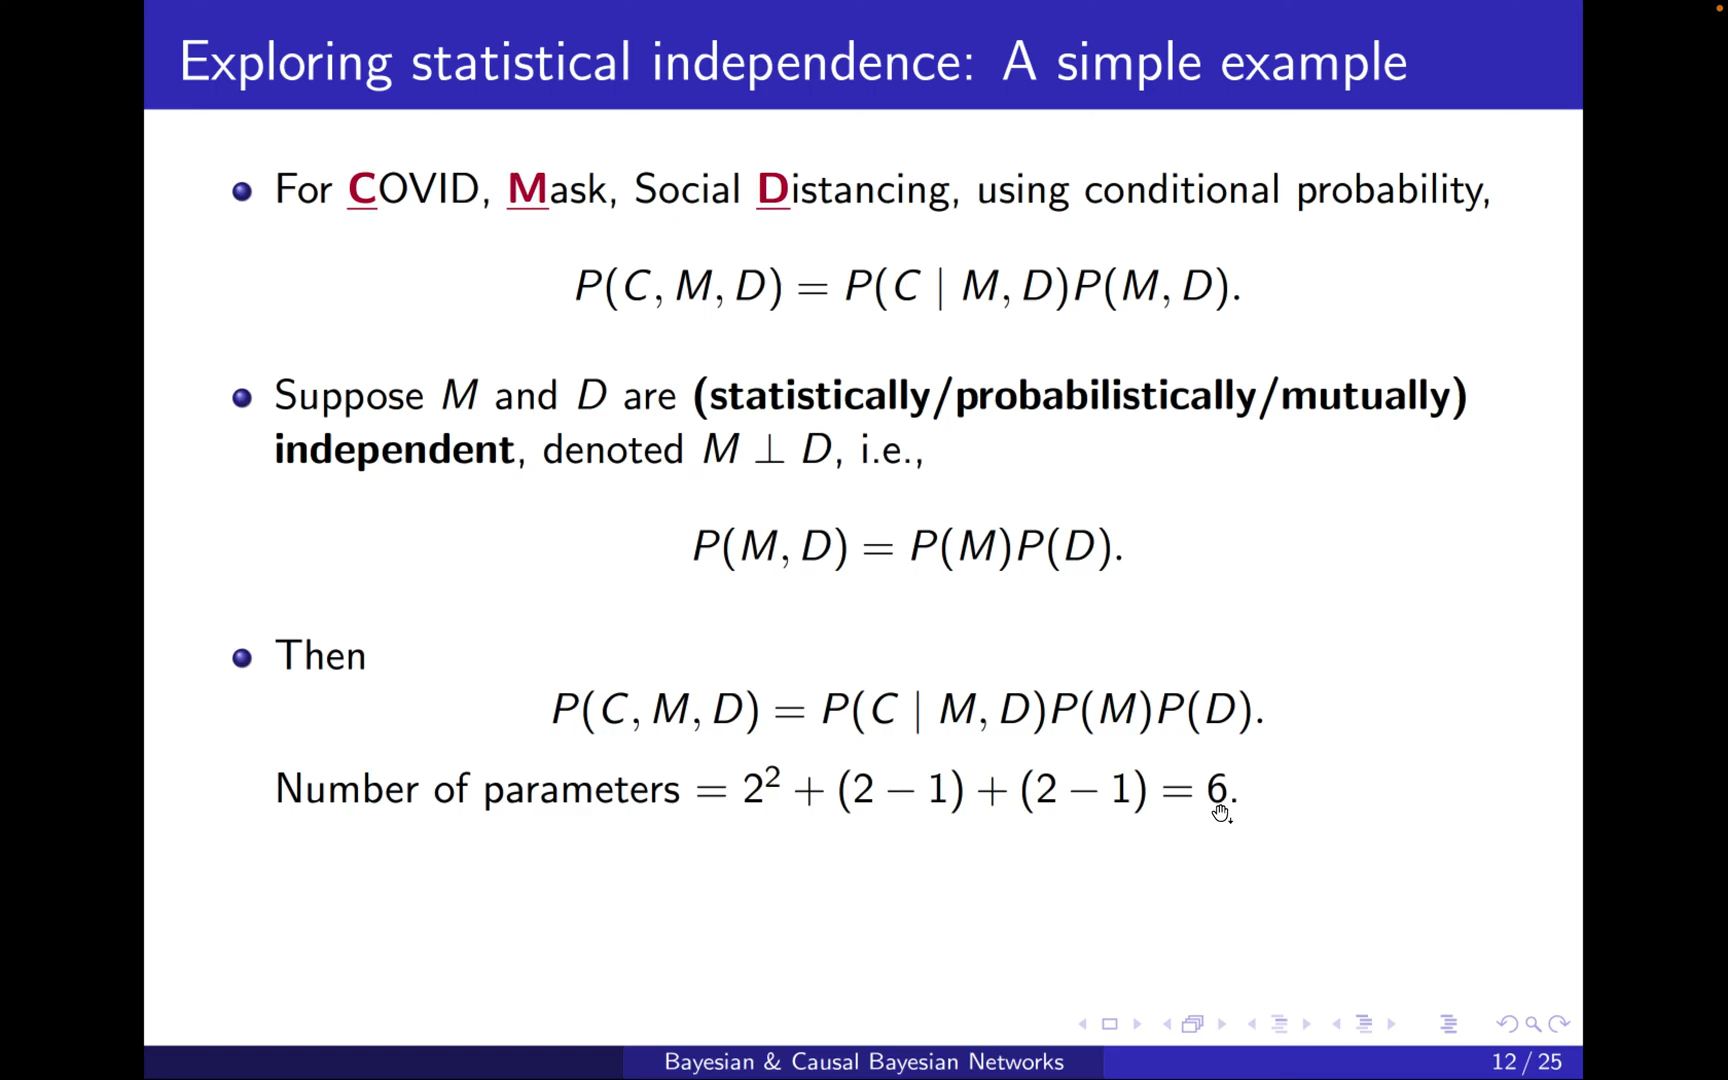 Exploring statistical independence: A simple example
For COVID, Mask, Social Distancing, using conditional probability,
P(C, M, D) = P(C | M, D)P(M, D).
Suppose M and D are (statistically/probabilistically/mutually)
independent, denoted M ⊥ D, i.e.,
P(M, D) = P(M)P(D).
Then
P(C, M, D) = P(C | M, D)P(M)P(D).
Number of parameters = 2² + (2 − 1) + (2 − 1) = 6.
Bayesian & Causal Bayesian Networks
12 / 25